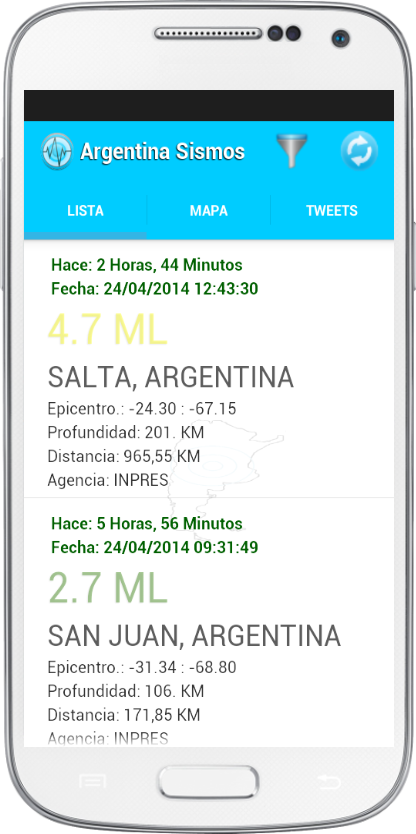 Argentina Sismos
LISTA
MAPA
TWEETS
Hace: 2 Horas, 44 Minutos
Fecha: 24/04/2014 12:43:30
4.7 ML
SALTA, ARGENTINA
Epicentro.: -24.30 : -67.15
Profundidad: 201. KM
Distancia: 965,55 KM
Agencia: INPRES
Hace: 5 Horas, 56 Minutos
Fecha: 24/04/2014 09:31:49
2.7 ML
SAN JUAN, ARGENTINA
Epicentro.: -31.34 : -68.80
Profundidad: 106. KM
Distancia: 171,85 KM
Agencia: INPRES